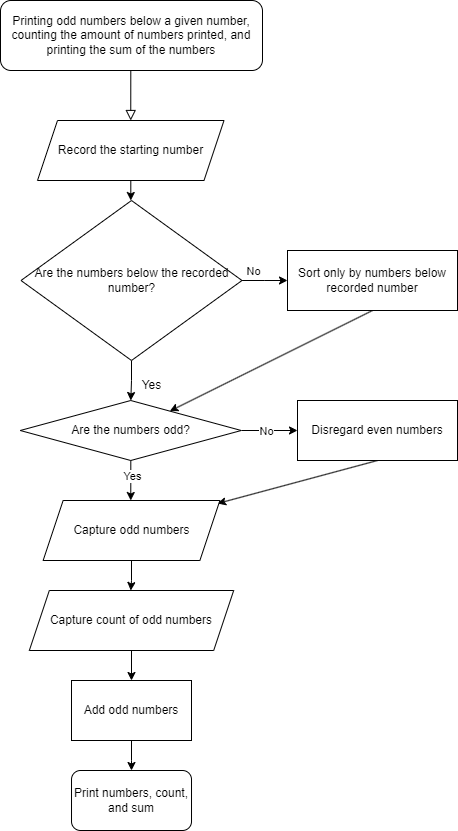 Printing odd numbers below a given number,
counting the amount of numbers printed, and
printing the sum of the numbers
Record the starting number
Are the numbers below the recorded
number?
No
Sort only by numbers below
recorded number
Yes
Are the numbers odd?
No
Disregard even numbers
Yes
Capture odd numbers
Capture count of odd numbers
Add odd numbers
Print numbers, count,
and sum